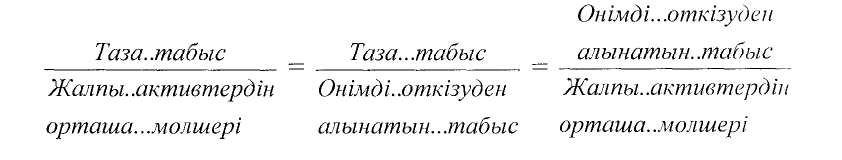 Таза..табыс
Жалпы..активтердін
орташа...молшері
=
Таза...табыс
Онімді..откізуден
алынатын...табыс
=
Онімді...откізуден
алынатын..табыс
Жалпы..активтердін
орташа..молшері